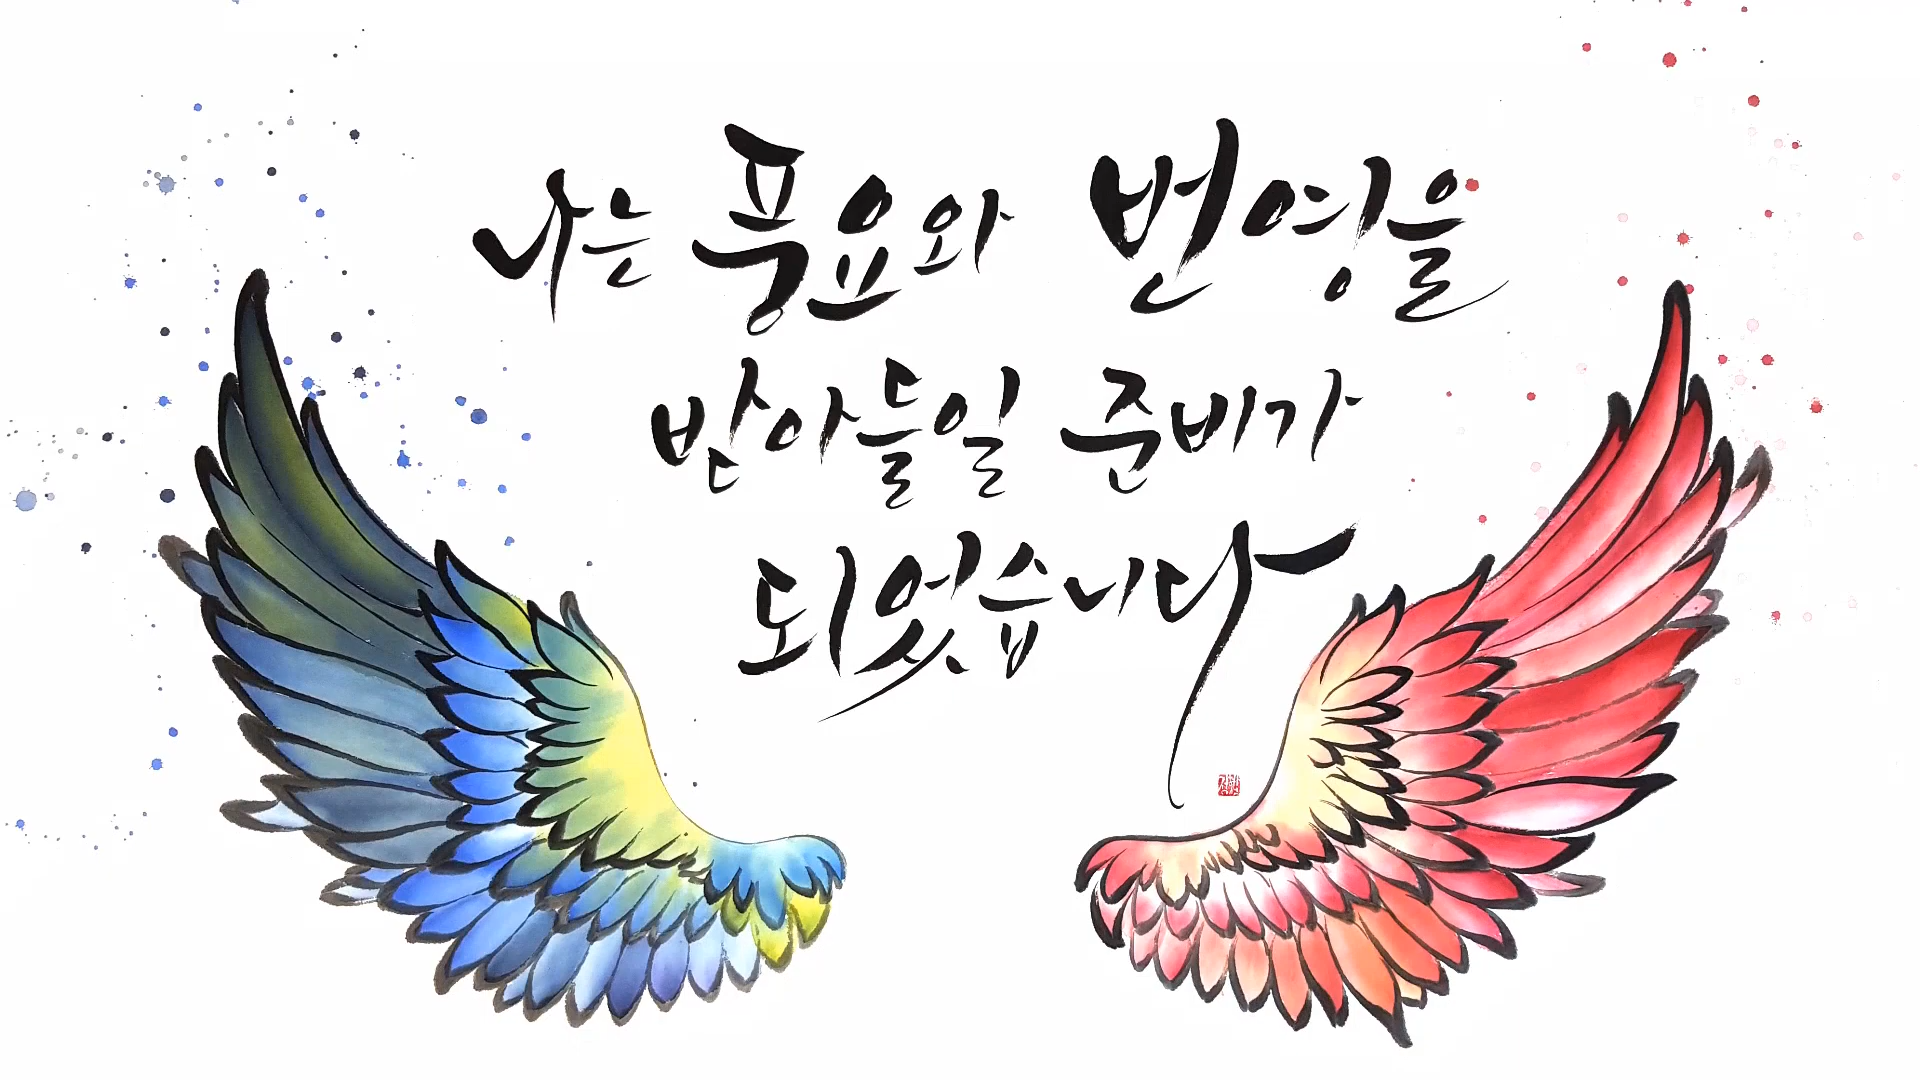 나는 풍요와 번영을
받아들일 준비가
되었습니다